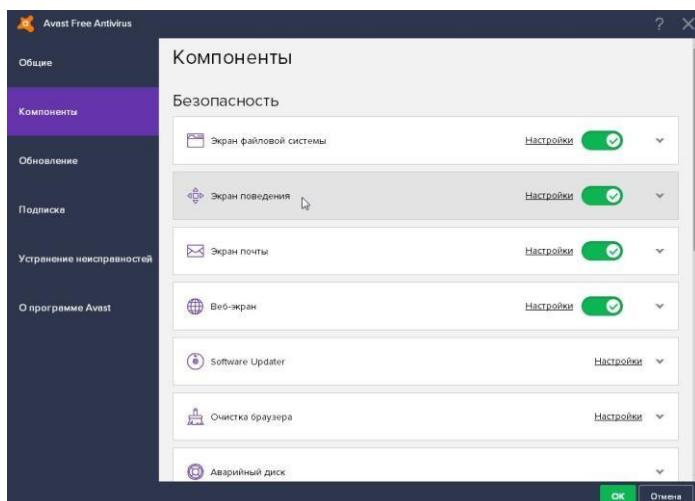 Avast Free Antivirus
?
Общие
Компоненты
Обновление
Подписка
Устранение неисправностей
О программе Avast
Компоненты
Безопасность
Экран файловой системы Настройки
Экран поведения Настройки
Экран почты Настройки
Веб-экран Настройки
Software Updater Настройки
Очистка браузера Настройки
Аварийный диск
ОК Отмена